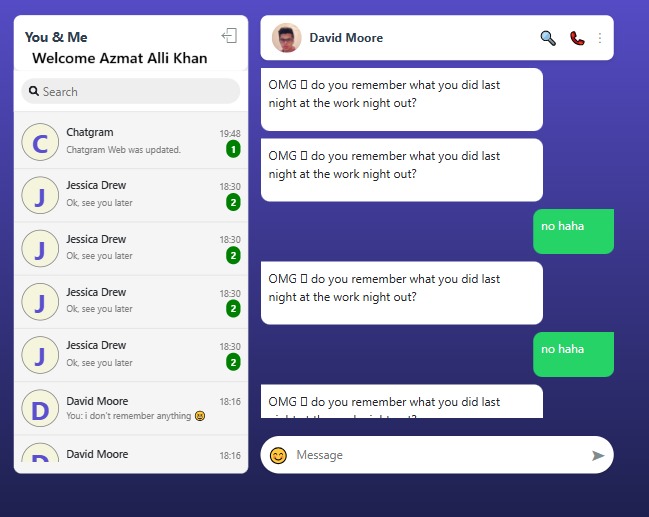 You & Me
Welcome Azmat Alli Khan
Search
C
Chatgram
19:48
Chatgram Web was updated.
1
J
Jessica Drew
18:30
Ok, see you later
2
J
Jessica Drew
18:30
Ok, see you later
2
J
Jessica Drew
18:30
Ok, see you later
2
J
Jessica Drew
18:30
Ok, see you later
2
D
David Moore
18:16
You: i don't remember anything 😄
D
David Moore
18:16
David Moore
OMG do you remember what you did last
night at the work night out?
OMG do you remember what you did last
night at the work night out?
no haha
OMG do you remember what you did last
night at the work night out?
no haha
OMG do you remember what you did last
night at the work night out?
Message